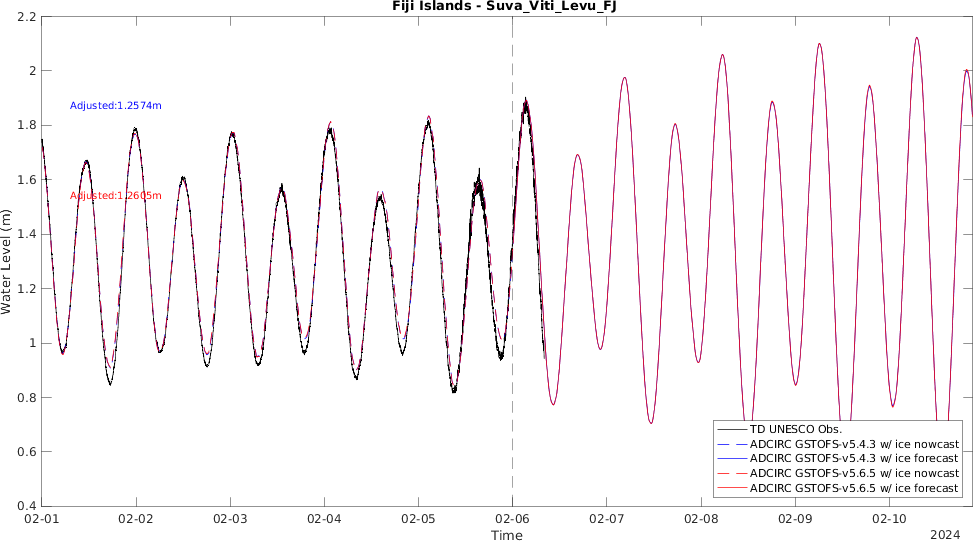 Fiji Islands - Suva_Viti_Levu_FJ
2.2
2
1.8
1.6
1.4
1.2
1
0.8
0.6
0.4
Water Level (m)
Adjusted:1.2574m
Adjusted:1.2605m
TD UNESCO Obs.
ADCIRC GSTOFS-v5.4.3 w/ ice nowcast
ADCIRC GSTOFS-v5.4.3 w/ ice forecast
ADCIRC GSTOFS-v5.6.5 w/ ice nowcast
ADCIRC GSTOFS-v5.6.5 w/ ice forecast
02-01 02-02 02-03 02-04 02-05 02-06 02-07 02-08 02-09 02-10
Time
2024